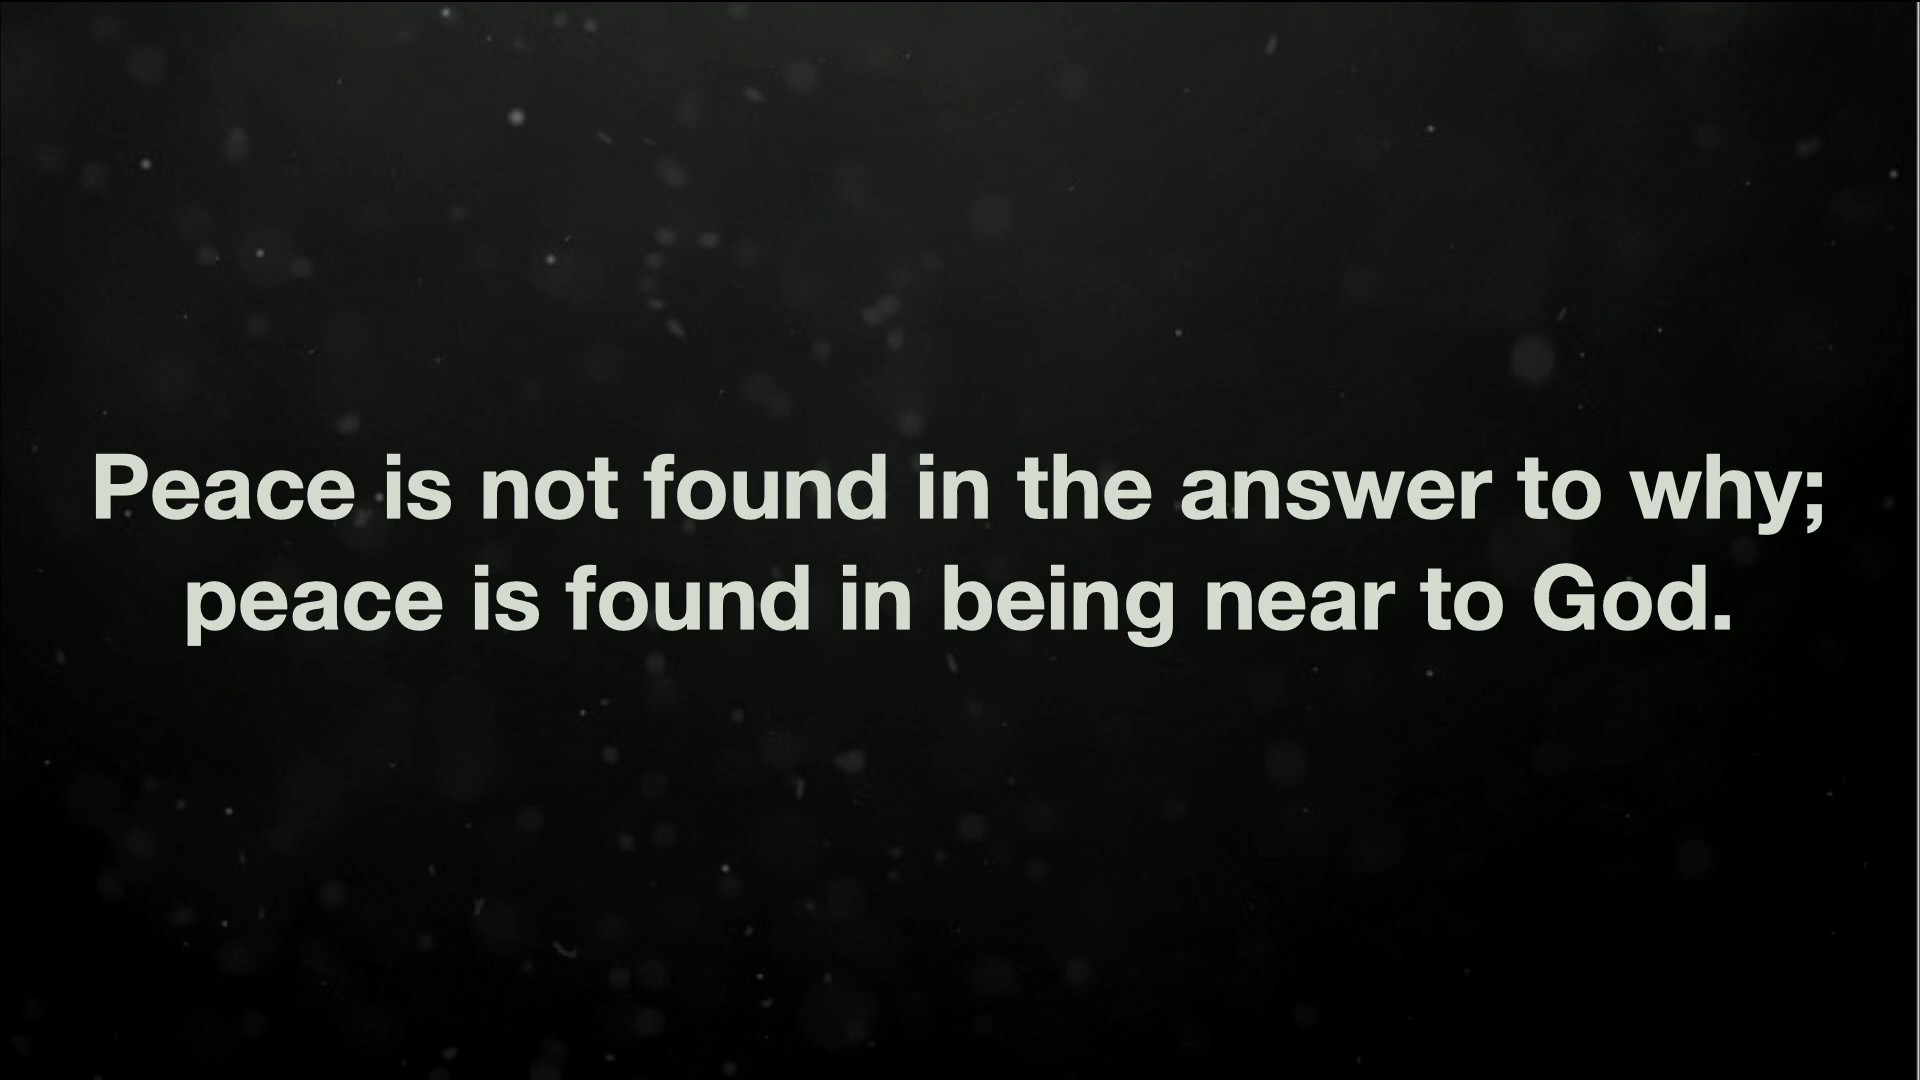 Peace is not found in the answer to why;
peace is found in being near to God.